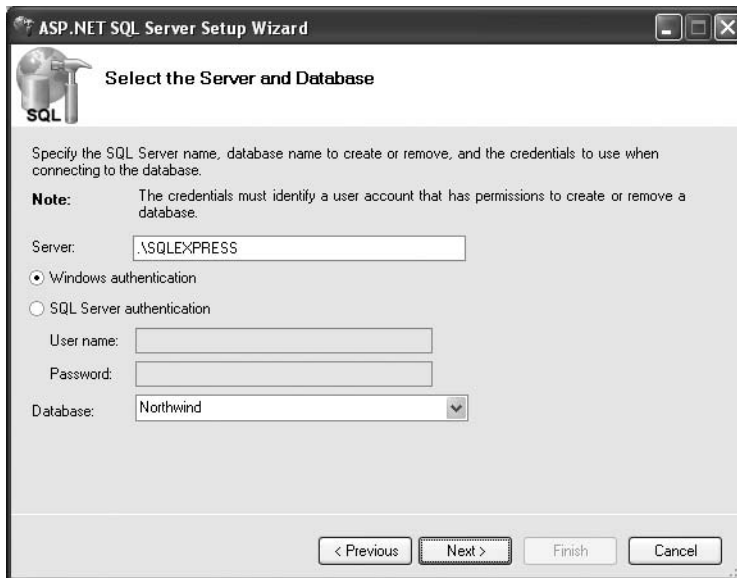 ASP.NET SQL Server Setup Wizard
Select the Server and Database
SQL
Specify the SQL Server name, database name to create or remove, and the credentials to use when
connecting to the database.
Note: The credentials must identify a user account that has permissions to create or remove a
database.
Server: .\SQLEXPRESS
Windows authentication
SQL Server authentication
User name:
Password:
Database: Northwind
< Previous Next > Finish Cancel